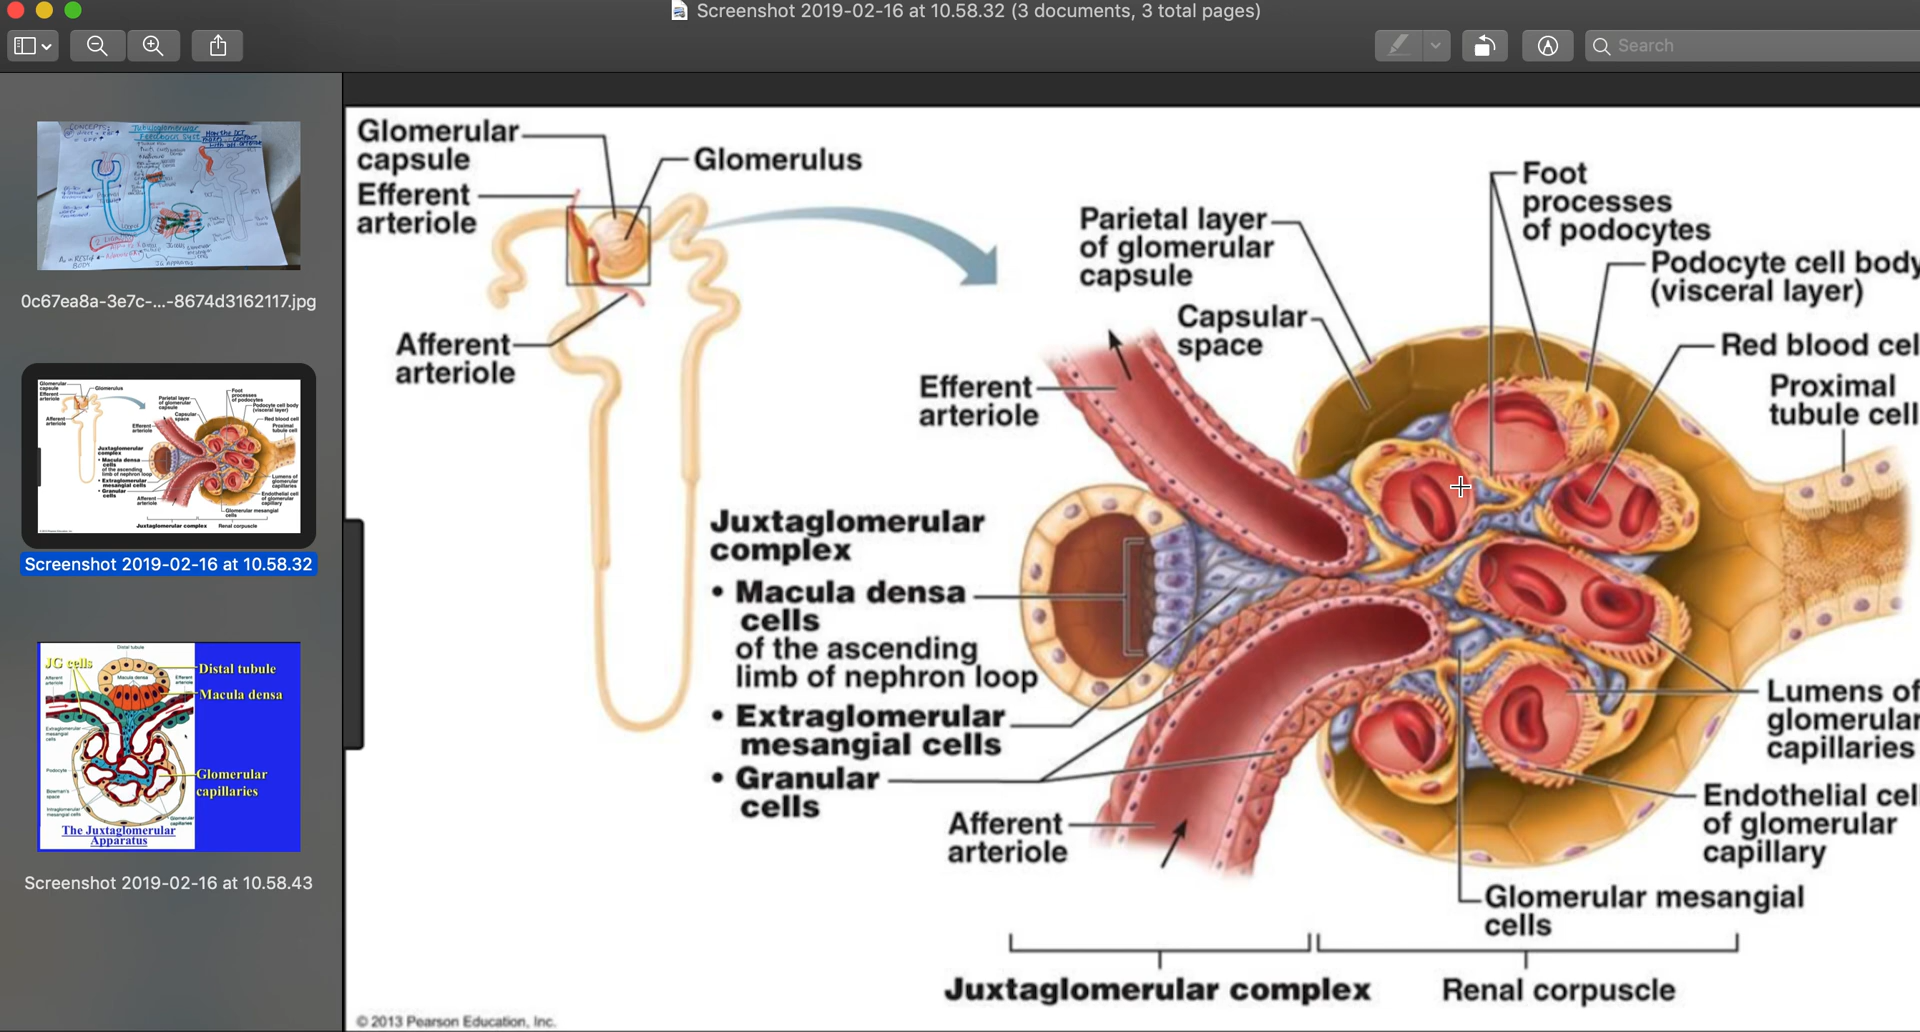 Screenshot 2019-02-16 at 10.58.32 (3 documents, 3 total pages)
Search
0c67ea8a-3e7c-...-8674d3162117.jpg
Screenshot 2019-02-16 at 10.58.32
JG cells
Distal tubule
Macula densa
Glomerular
capillaries
The Juxtaglomerular
Apparatus
Screenshot 2019-02-16 at 10.58.43
Glomerular
capsule
Glomerulus
Efferent
arteriole
Afferent
arteriole
Parietal layer
of glomerular
capsule
Capsular
space
Efferent
arteriole
Foot
processes
of podocytes
Podocyte cell body
(visceral layer)
Red blood cel
Proximal
tubule cell
Juxtaglomerular
complex
• Macula densa
cells
of the ascending
limb of nephron loop
• Extraglomerular
mesangial cells
• Granular
cells
Afferent
arteriole
Lumens of
glomerular
capillaries
Endothelial cel
of glomerular
capillary
Glomerular mesangial
cells
Juxtaglomerular complex
Renal corpuscle
© 2013 Pearson Education, Inc.